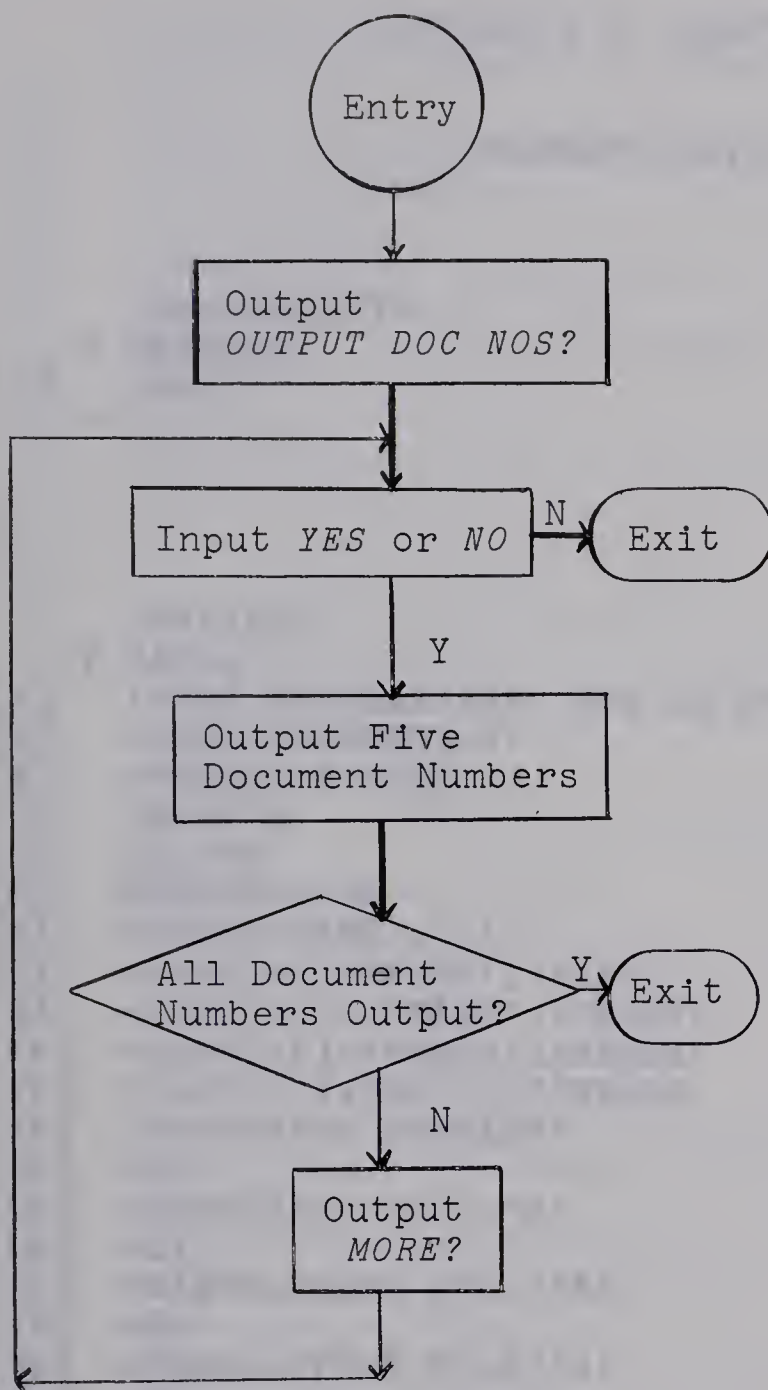 Entry
Output
OUTPUT DOC NOS?
Input YES or NO
N
Exit
Y
Output Five
Document Numbers
All Document
Numbers Output?
Y
Exit
N
Output
MORE?